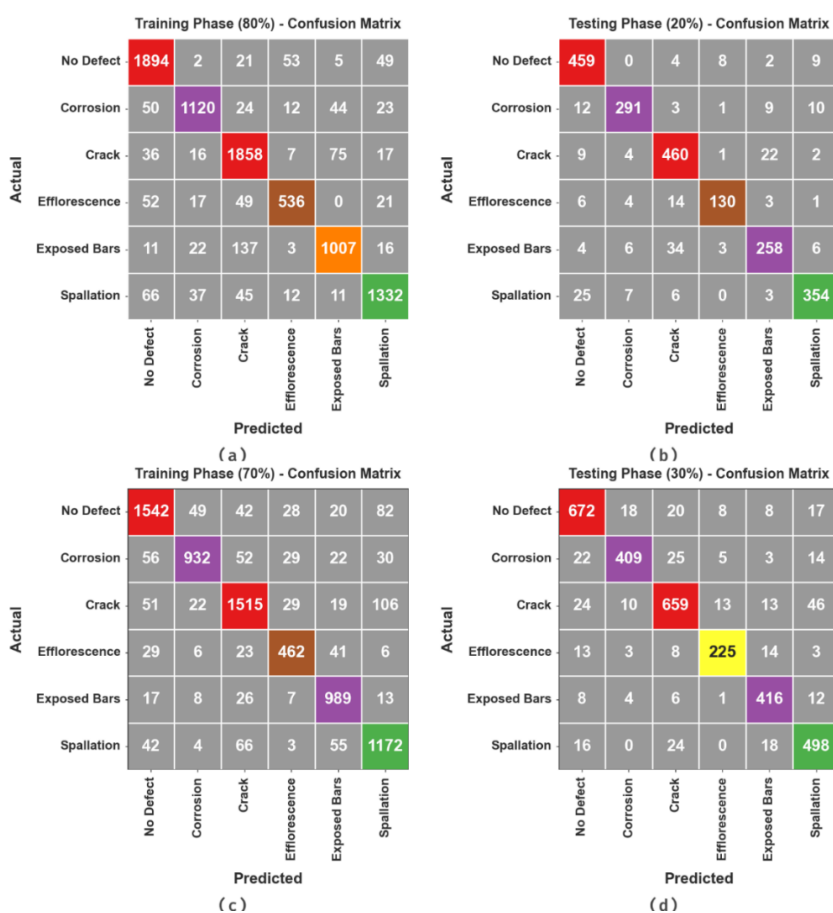 Training Phase (80%) - Confusion Matrix
Actual
No Defect 1894 2 21 53 5 49
Corrosion 50 1120 24 12 44 23
Crack 36 16 1858 7 75 17
Efflorescence 52 17 49 536 0 21
Exposed Bars 11 22 137 3 1007 16
Spallation 66 37 45 12 11 1332
No Defect Corrosion Crack Efflorescence Exposed Bars Spallation
Predicted
(a)
Testing Phase (20%) - Confusion Matrix
Actual
No Defect 459 0 4 8 2 9
Corrosion 12 291 3 1 9 10
Crack 9 4 460 1 22 2
Efflorescence 6 4 14 130 3 1
Exposed Bars 4 6 34 3 258 6
Spallation 25 7 6 0 3 354
No Defect Corrosion Crack Efflorescence Exposed Bars Spallation
Predicted
(b)
Training Phase (70%) - Confusion Matrix
Actual
No Defect 1542 49 42 28 20 82
Corrosion 56 932 52 29 22 30
Crack 51 22 1515 29 19 106
Efflorescence 29 6 23 462 41 6
Exposed Bars 17 8 26 7 989 13
Spallation 42 4 66 3 55 1172
No Defect Corrosion Crack Efflorescence Exposed Bars Spallation
Predicted
(c)
Testing Phase (30%) - Confusion Matrix
Actual
No Defect 672 18 20 8 8 17
Corrosion 22 409 25 5 3 14
Crack 24 10 659 13 13 46
Efflorescence 13 3 8 225 14 3
Exposed Bars 8 4 6 1 416 12
Spallation 16 0 24 0 18 498
No Defect Corrosion Crack Efflorescence Exposed Bars Spallation
Predicted
(d)